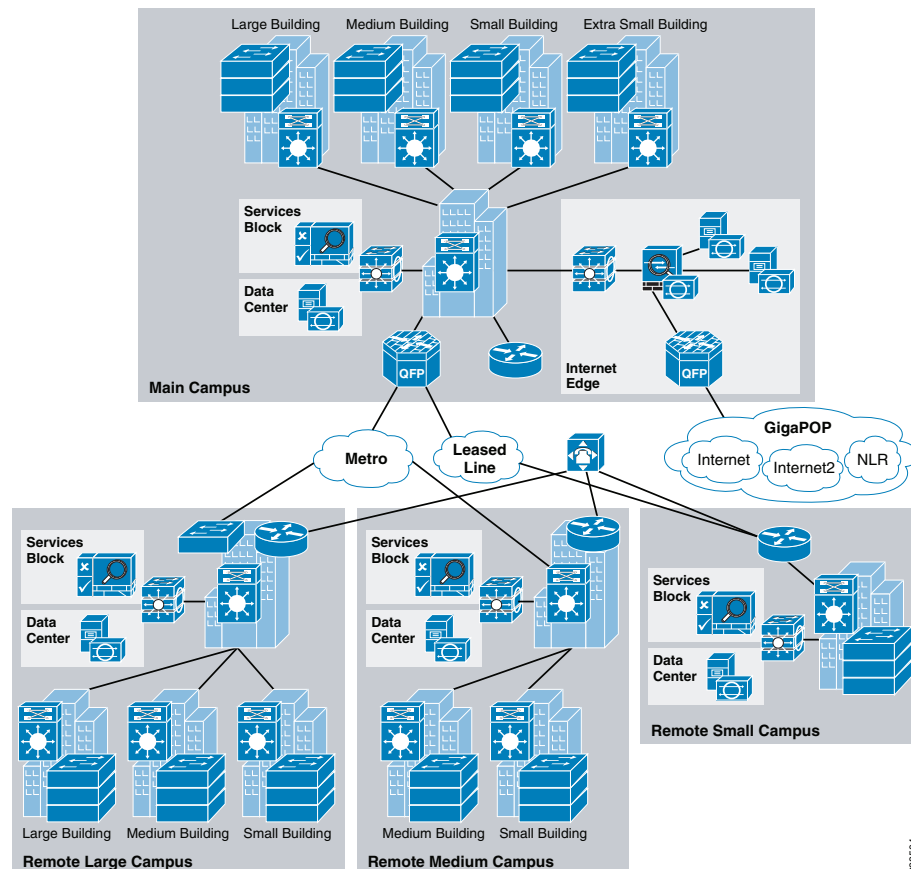 Large Building
Medium Building
Small Building
Extra Small Building
Services
Block
Data
Center
QFP
Main Campus
Internet
Edge
QFP
GigaPOP
Internet
Internet2
NLR
Metro
Leased
Line
Services
Block
Data
Center
Large Building
Medium Building
Small Building
Remote Large Campus
Services
Block
Data
Center
Medium Building
Small Building
Remote Medium Campus
Services
Block
Data
Center
Remote Small Campus